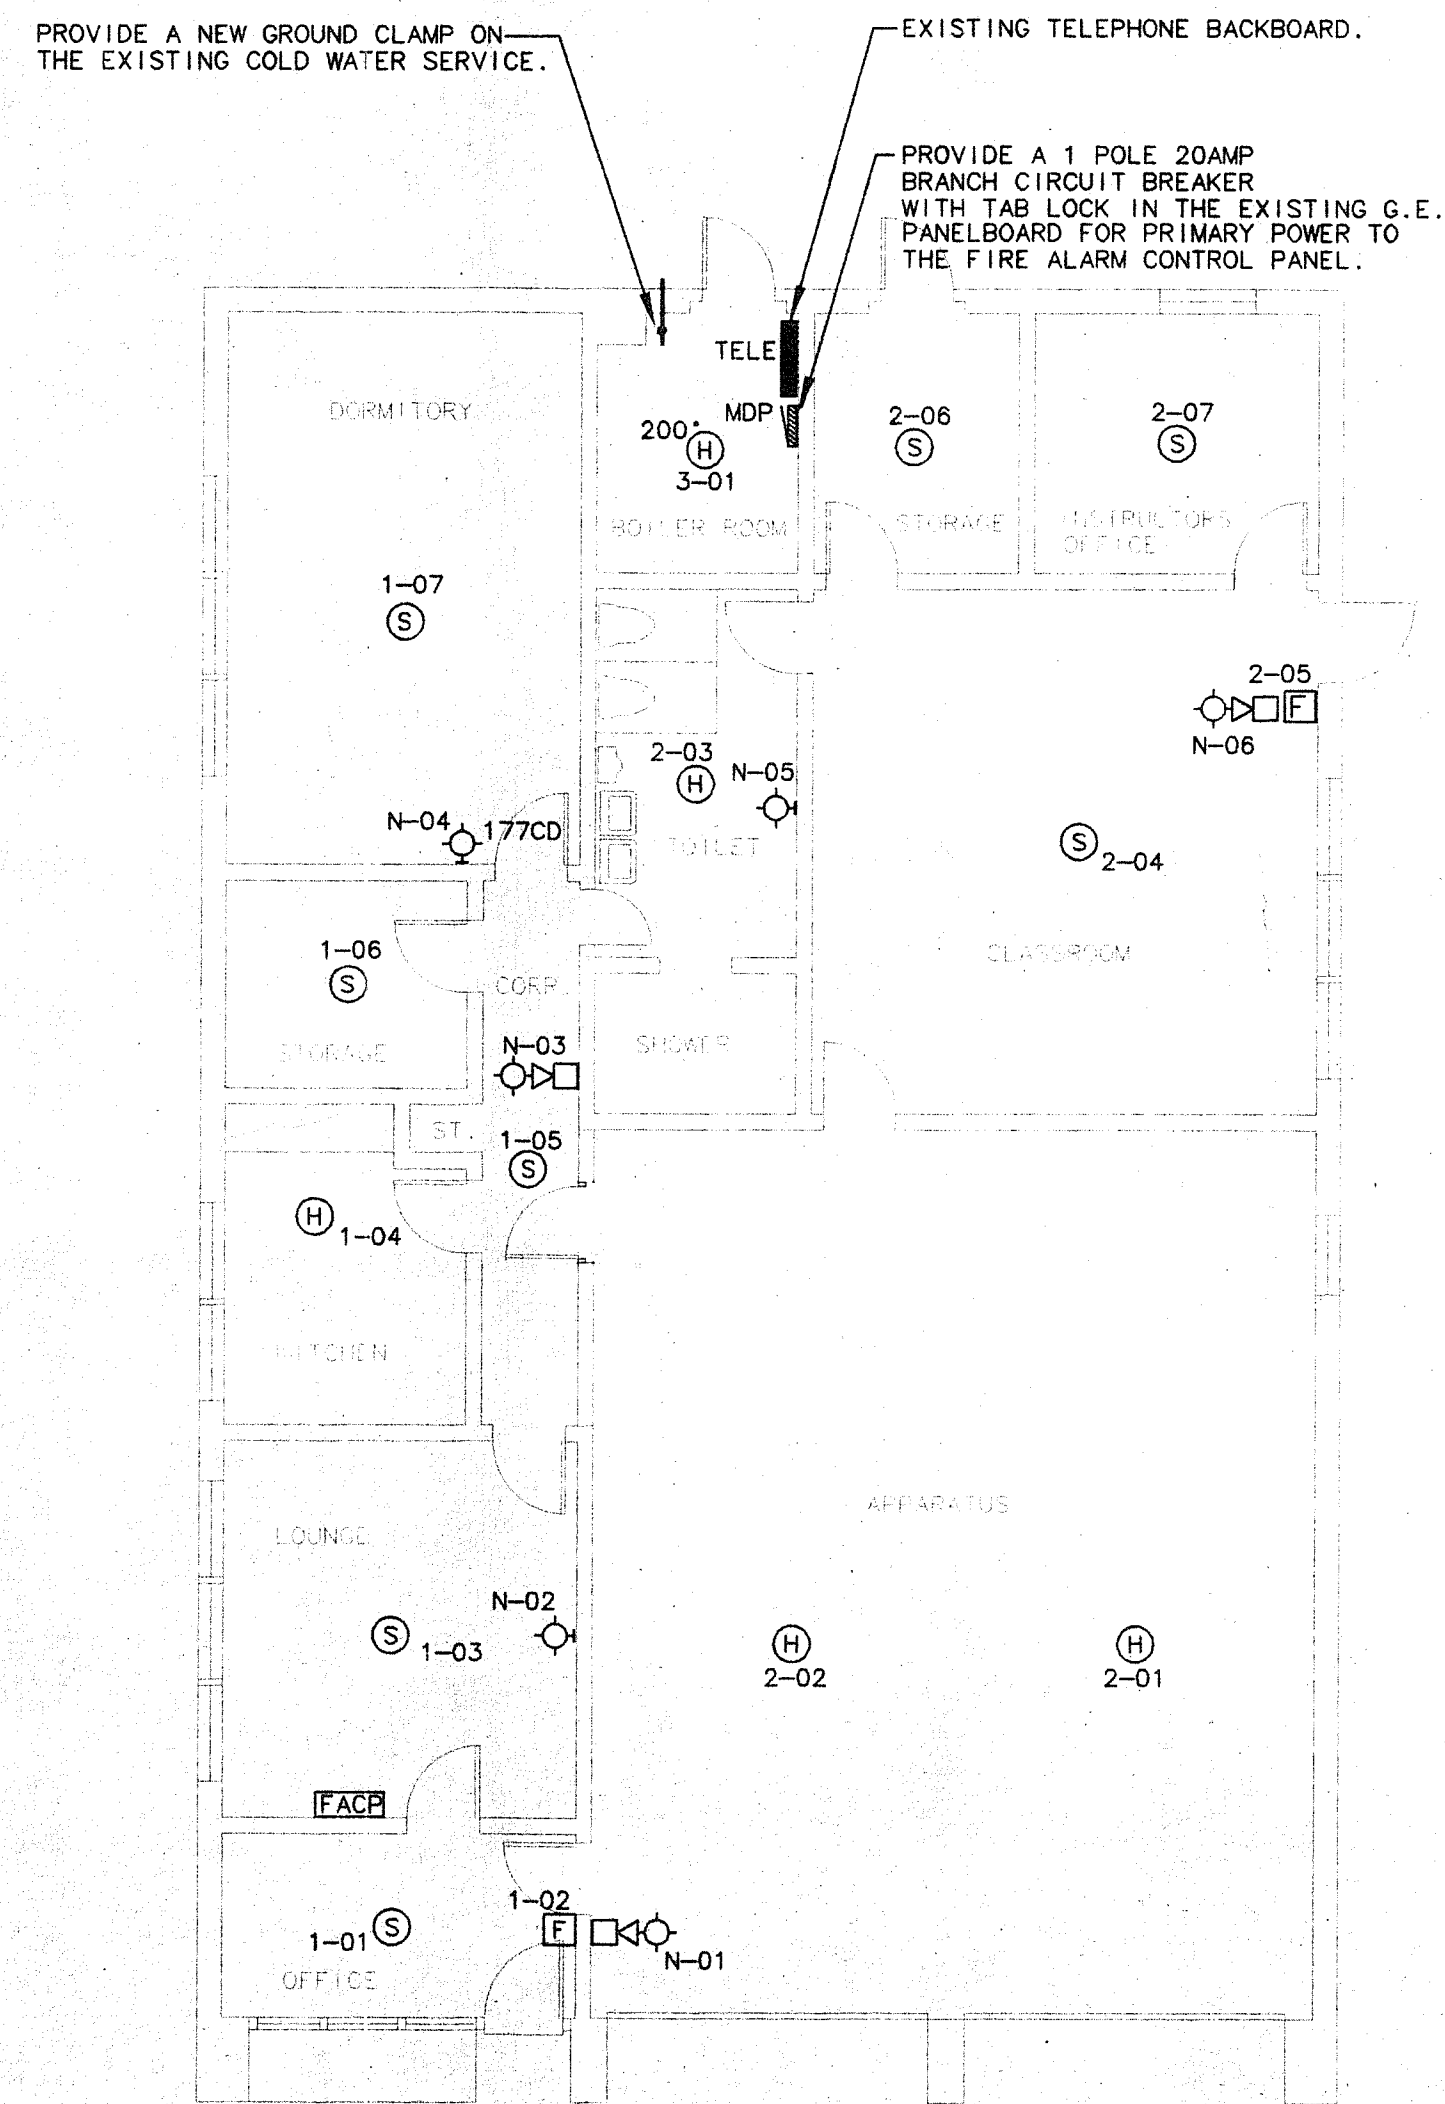 PROVIDE A NEW GROUND CLAMP ON
THE EXISTING COLD WATER SERVICE.
EXISTING TELEPHONE BACKBOARD.
PROVIDE A 1 POLE 20AMP
BRANCH CIRCUIT BREAKER
WITH TAB LOCK IN THE EXISTING G.E.
PANELBOARD FOR PRIMARY POWER TO
THE FIRE ALARM CONTROL PANEL.
TELE
MDP
DORMITORY
200°
H
3-01
BOILER ROOM
2-06
S
STORAGE
2-07
S
INSTRUCTORS
OFFICE
1-07
S
2-05
F
N-06
2-03
H
N-05
TOILET
N-04
177CD
S
2-04
CLASSROOM
1-06
S
STORAGE
CORR.
N-03
SHOWER
ST.
1-05
S
H
1-04
KITCHEN
LOUNGE
APPARATUS
N-02
S
1-03
H
2-02
H
2-01
FACP
1-02
F
1-01
S
N-01
OFFICE